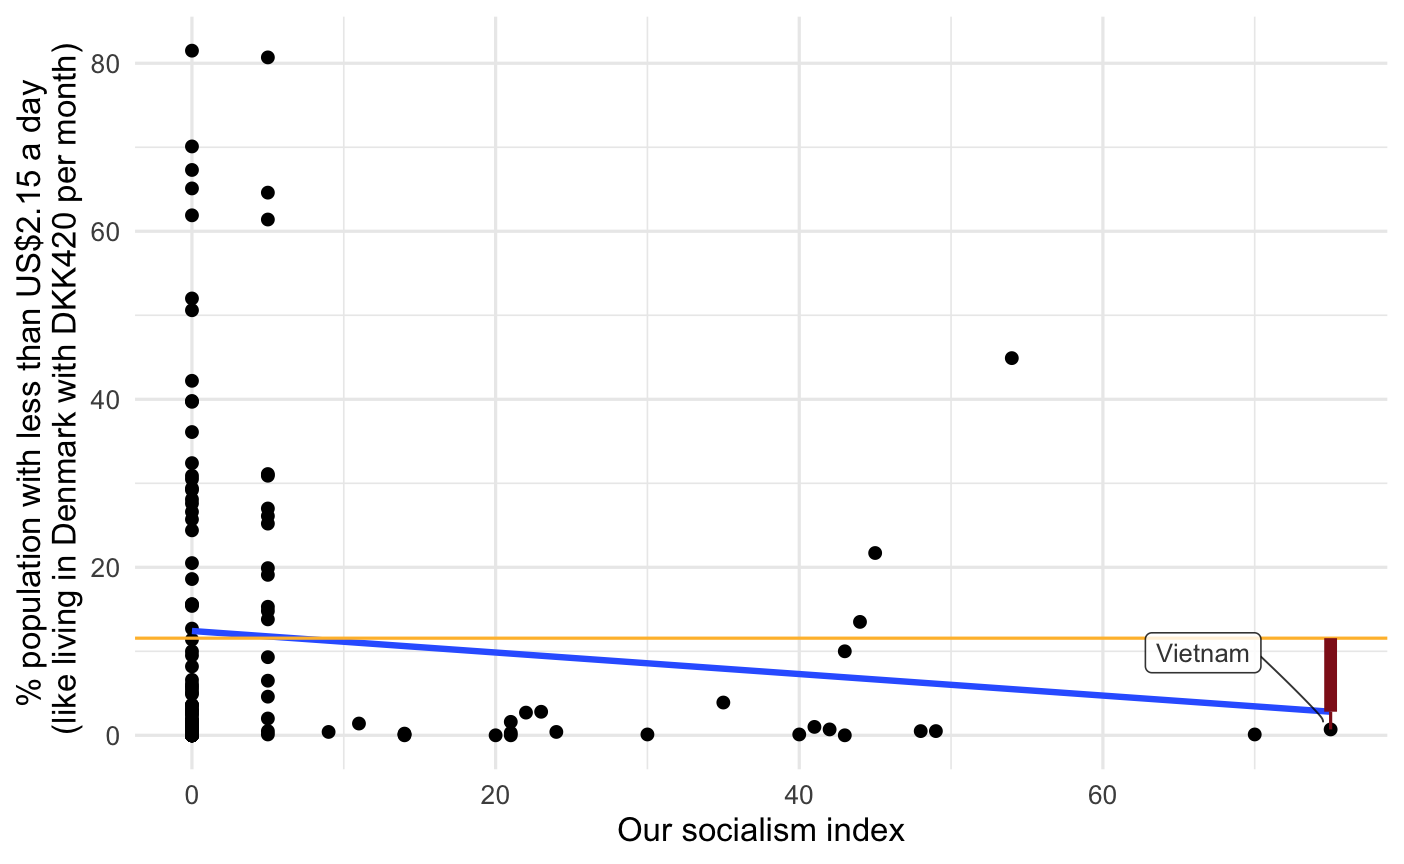 % population with less than US$2.15 a day
(like living in Denmark with DKK420 per month)
80
60
40
20
0
Vietnam
0
20
40
60
Our socialism index